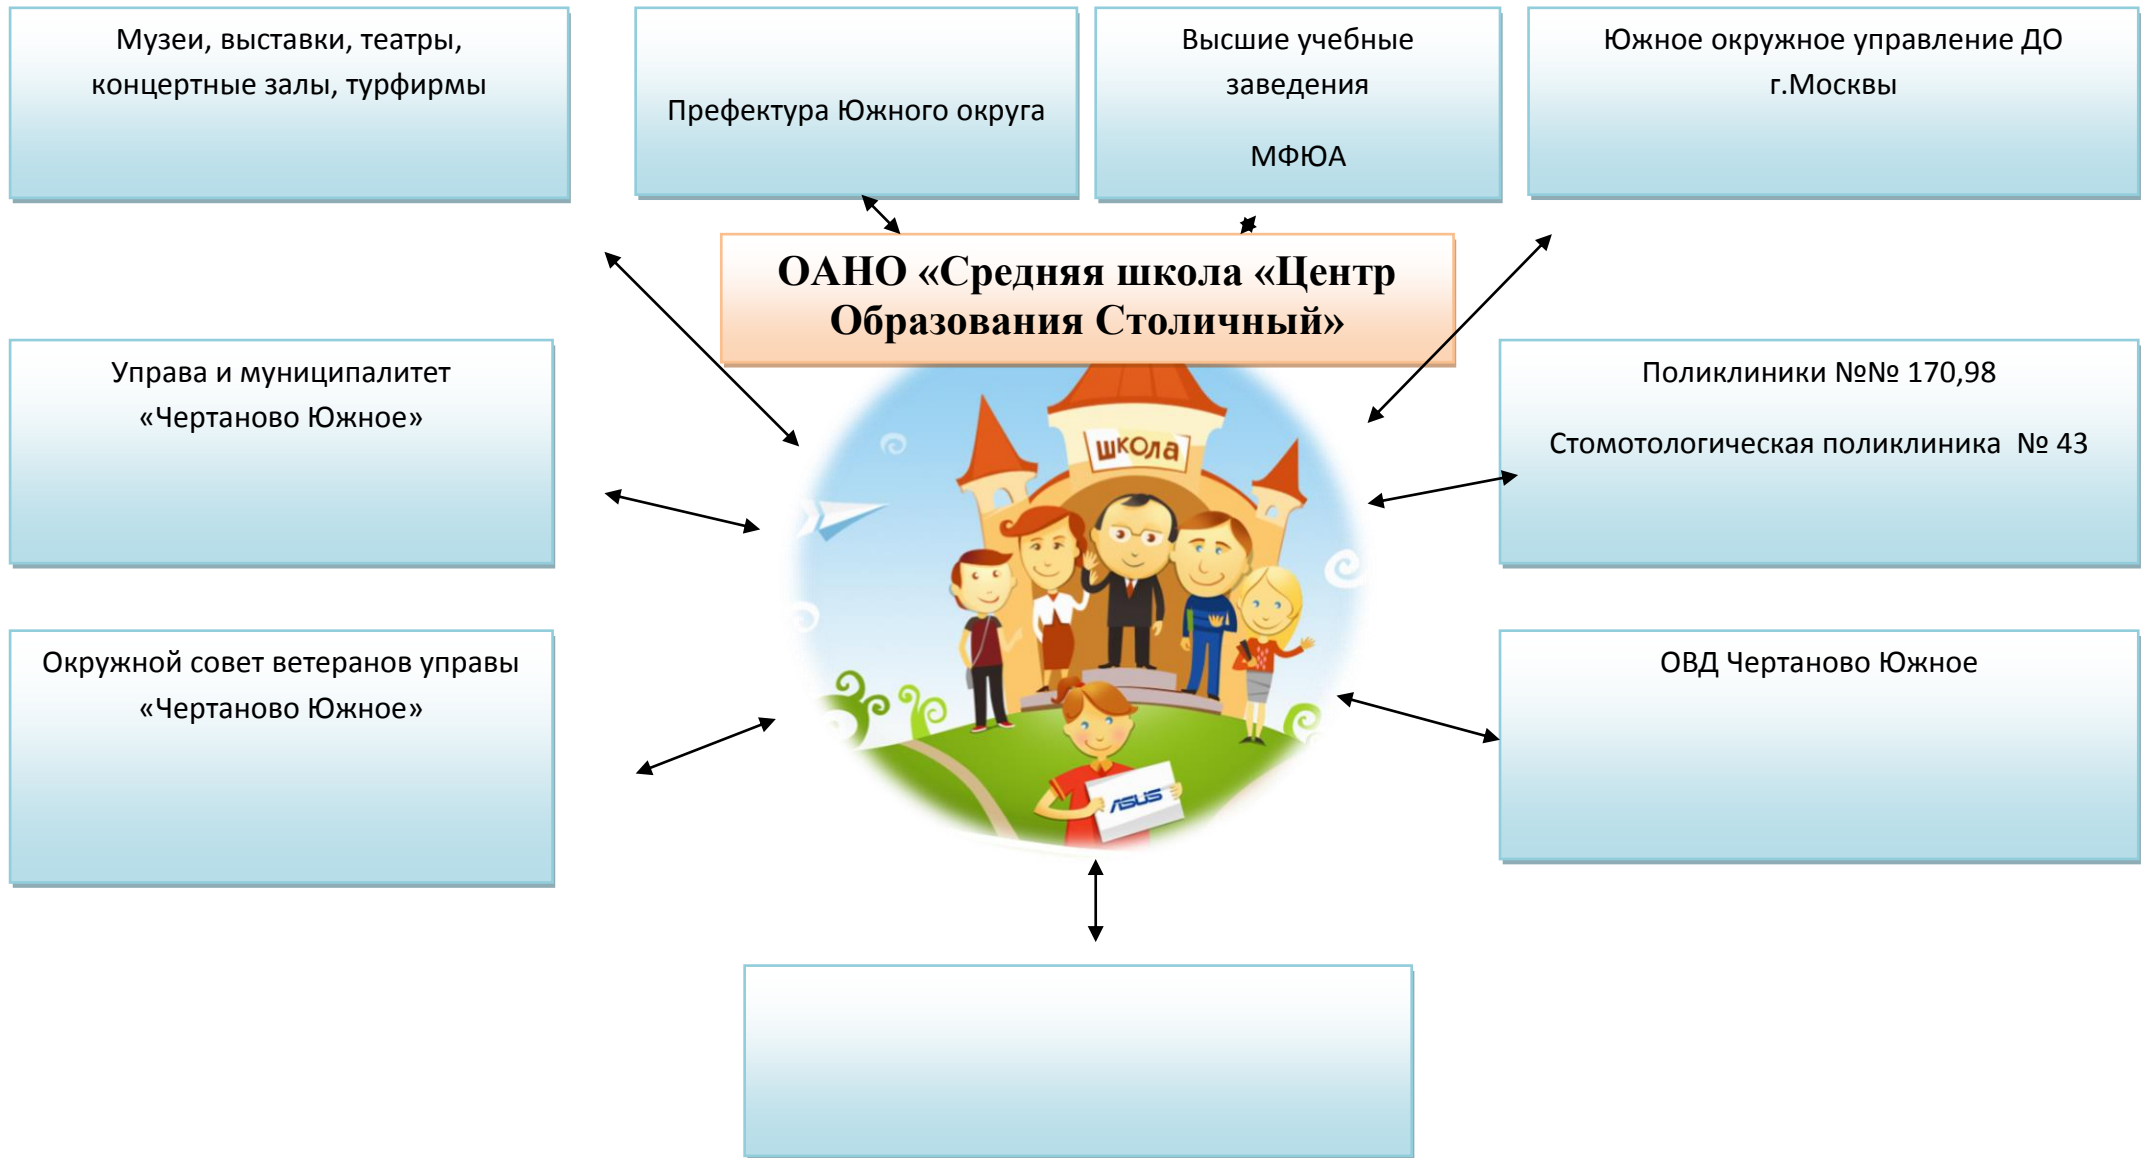 Музеи, выставки, театры,
концертные залы, турфирмы
Префектура Южного округа
Высшие учебные
заведения
МФЮА
Южное окружное управление ДО
г.Москвы
ОАНО «Средняя школа «Центр
Образования Столичный»
Управа и муниципалитет
«Чертаново Южное»
Поликлиники №№ 170,98
Стомотологическая поликлиника № 43
школа
Окружной совет ветеранов управы
«Чертаново Южное»
ОВД Чертаново Южное
ASUS